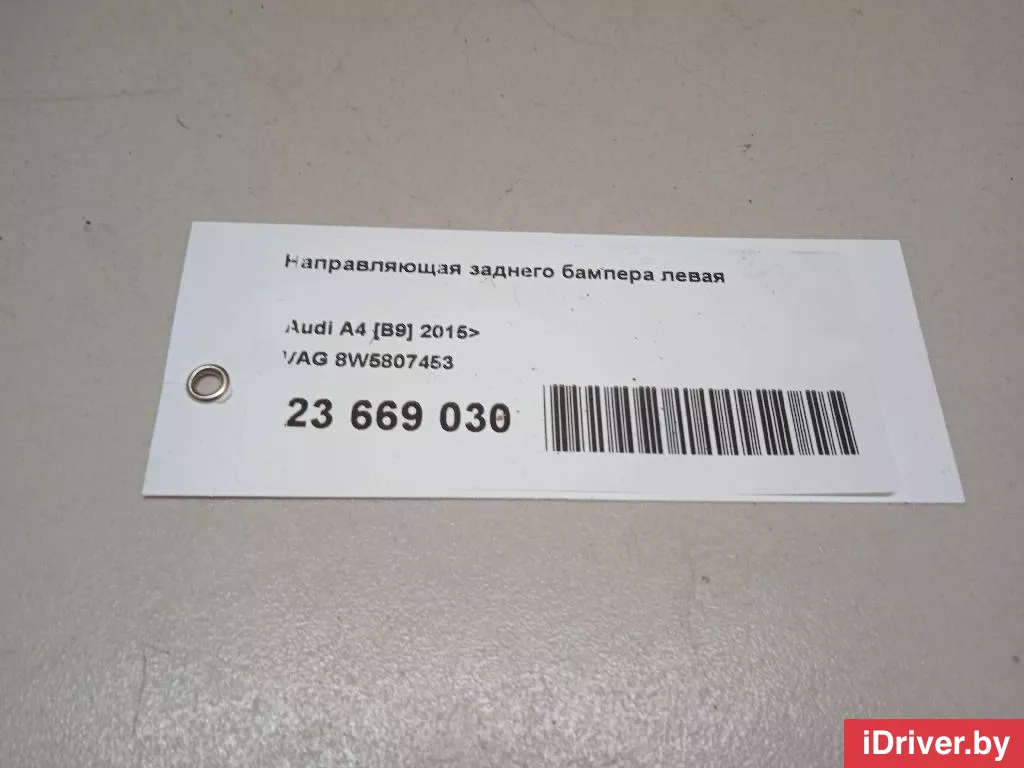 Направляющая заднего бампера левая
Audi A4 [B9] 2015>
VAG 8W5807453
23 669 030
iDriver.by